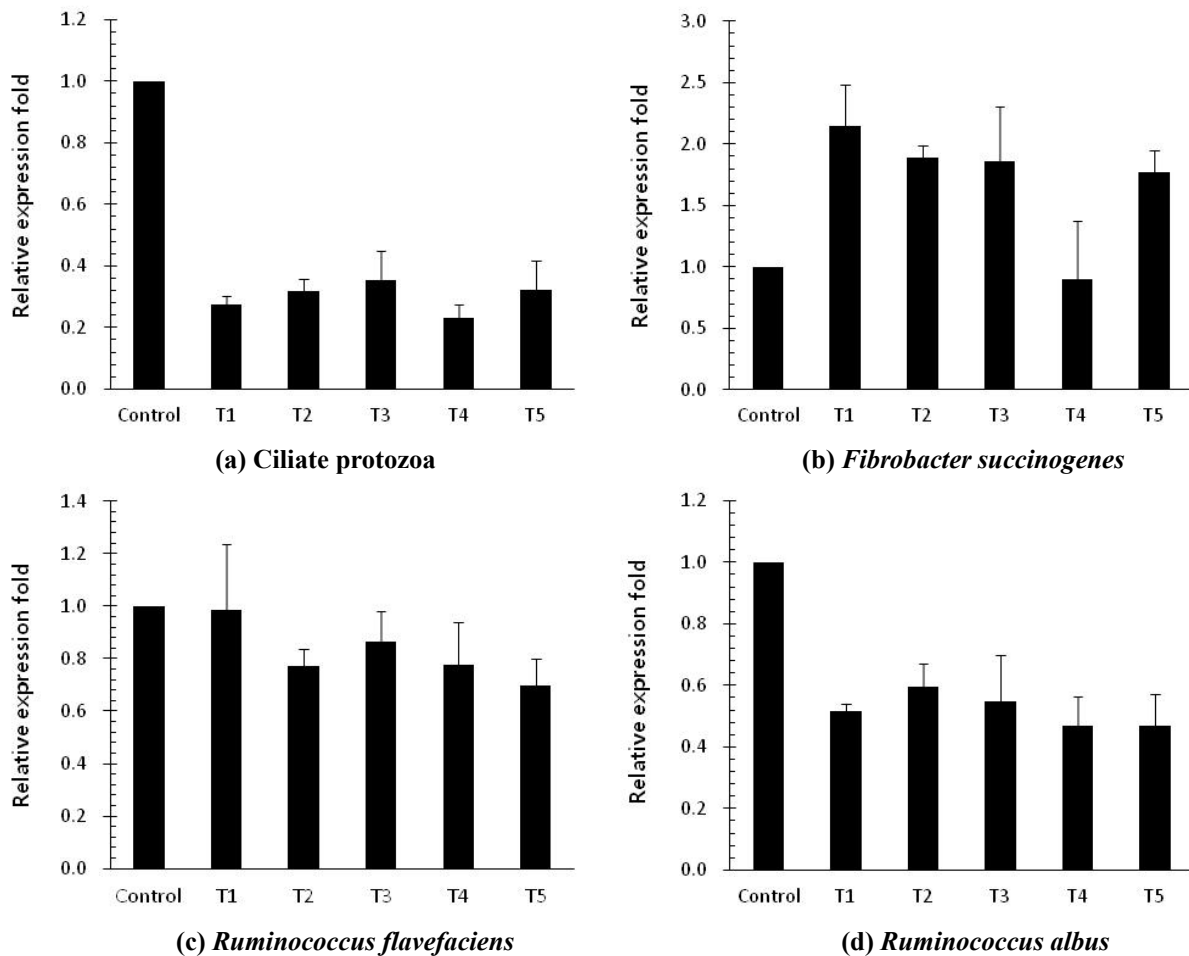 Relative expression fold
1.2
1.0
0.8
0.6
0.4
0.2
0.0
Control T1 T2 T3 T4 T5
(a) Ciliate protozoa
Relative expression fold
3.0
2.5
2.0
1.5
1.0
0.5
0.0
Control T1 T2 T3 T4 T5
(b) Fibrobacter succinogenes
Relative expression fold
1.4
1.2
1.0
0.8
0.6
0.4
0.2
0.0
Control T1 T2 T3 T4 T5
(c) Ruminococcus flavefaciens
Relative expression fold
1.2
1.0
0.8
0.6
0.4
0.2
0.0
Control T1 T2 T3 T4 T5
(d) Ruminococcus albus